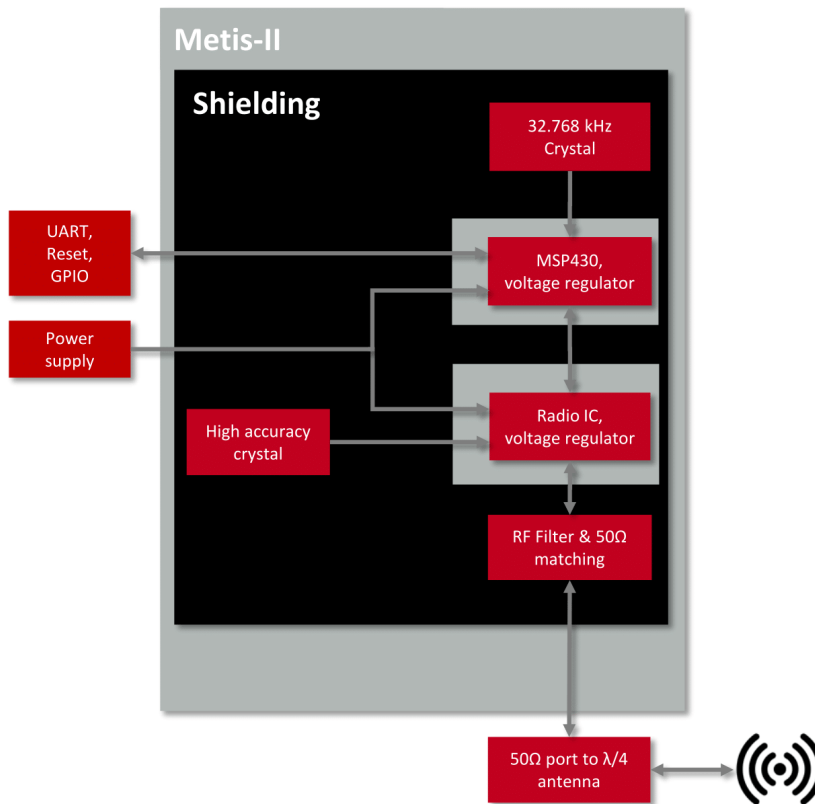 Metis-II
Shielding
32.768 kHz
Crystal
UART,
Reset,
GPIO
MSP430,
voltage regulator
Power
supply
High accuracy
crystal
Radio IC,
voltage regulator
RF Filter & 50Ω
matching
50Ω port to λ/4
antenna